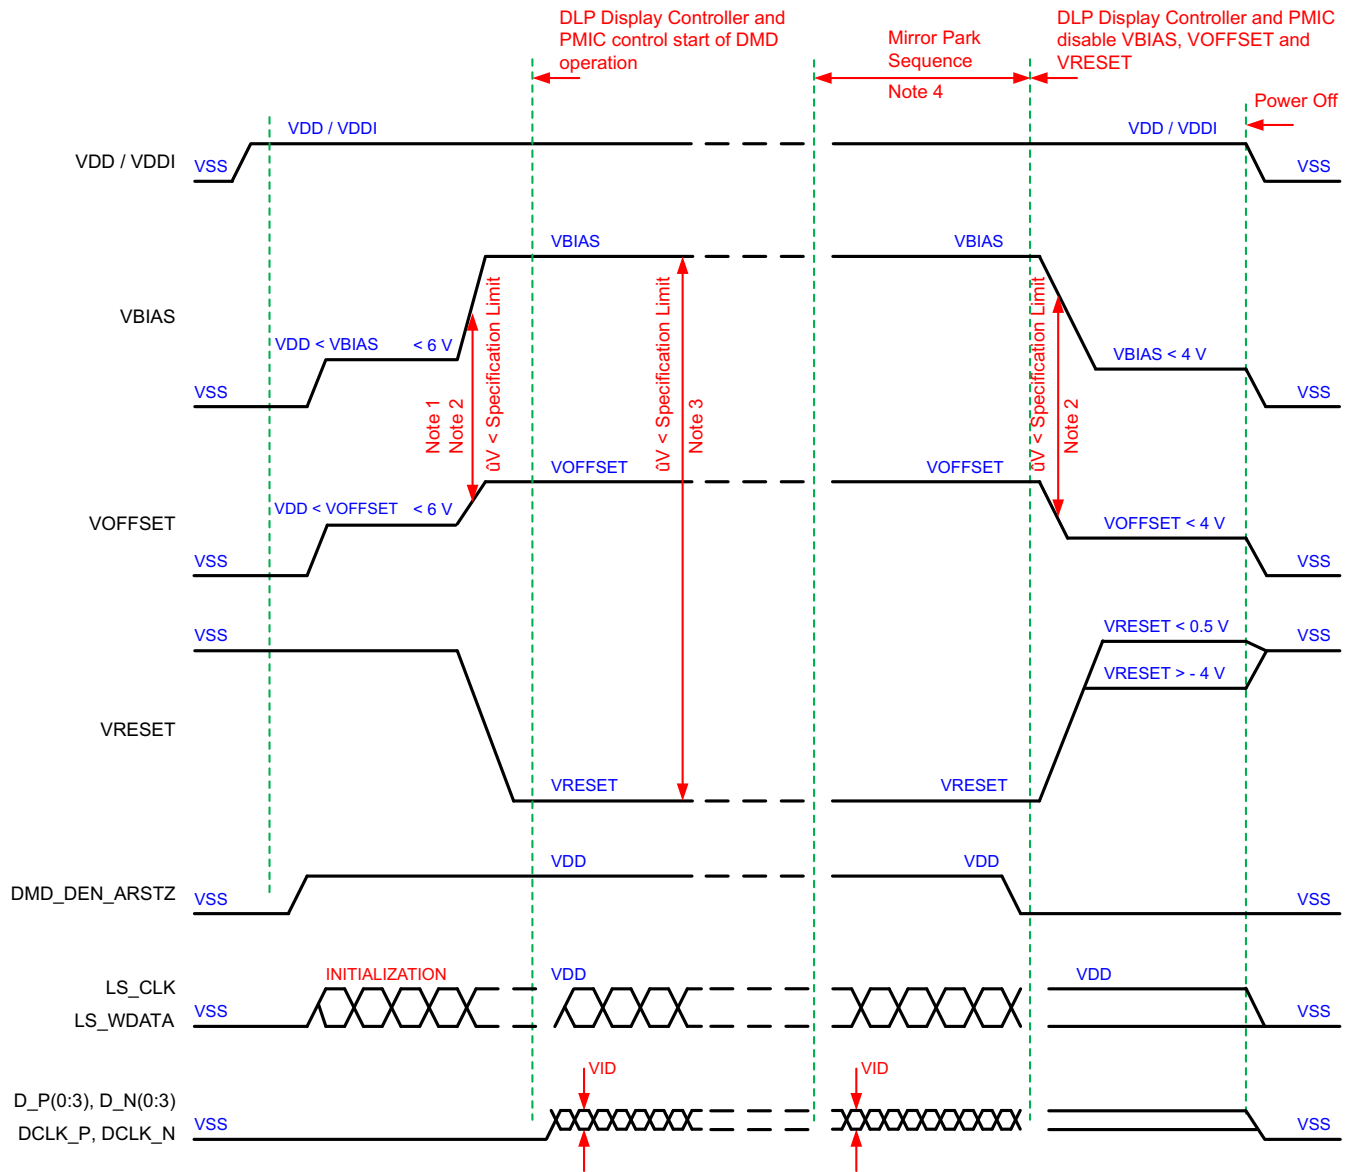 DLP Display Controller and
PMIC control start of DMD
operation
Mirror Park
Sequence
Note 4
DLP Display Controller and PMIC
disable VBIAS, VOFFSET and
VRESET
Power Off
VDD / VDDI
VSS
VDD / VDDI
VDD / VDDI
VSS
VBIAS
VSS
VDD < VBIAS
< 6 V
VBIAS
VBIAS
VBIAS < 4 V
VSS
Note 1
Note 2
ûV < Specification Limit
ûV < Specification Limit
Note 3
ûV < Specification Limit
Note 2
VOFFSET
VSS
VDD < VOFFSET
< 6 V
VOFFSET
VOFFSET
VOFFSET < 4 V
VSS
VRESET
VSS
VRESET
VRESET
VRESET < 0.5 V
VRESET > - 4 V
VSS
DMD_DEN_ARSTZ
VSS
VDD
VDD
VSS
LS_CLK
LS_WDATA
VSS
INITIALIZATION
VDD
VDD
VSS
D_P(0:3), D_N(0:3)
DCLK_P, DCLK_N
VSS
VID
VID
VSS